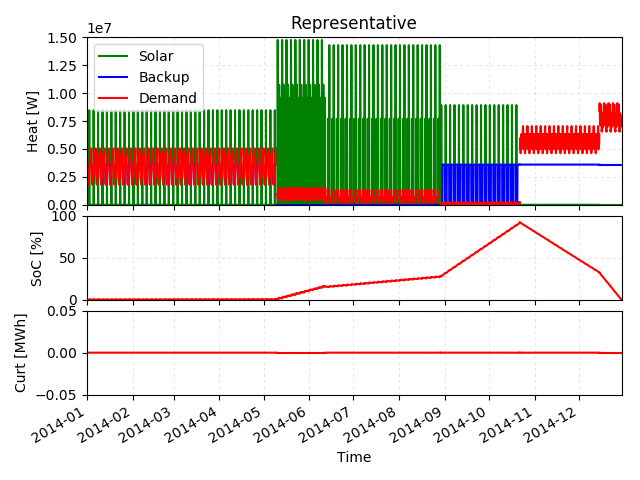 Representative
1e7
1.50
1.25
1.00
0.75
0.50
0.25
0.00
Heat [W]
Solar
Backup
Demand
100
50
0
SoC [%]
0.05
0.00
−0.05
Curt [MWh]
2014-01
2014-02
2014-03
2014-04
2014-05
2014-06
2014-07
2014-08
2014-09
2014-10
2014-11
2014-12
Time